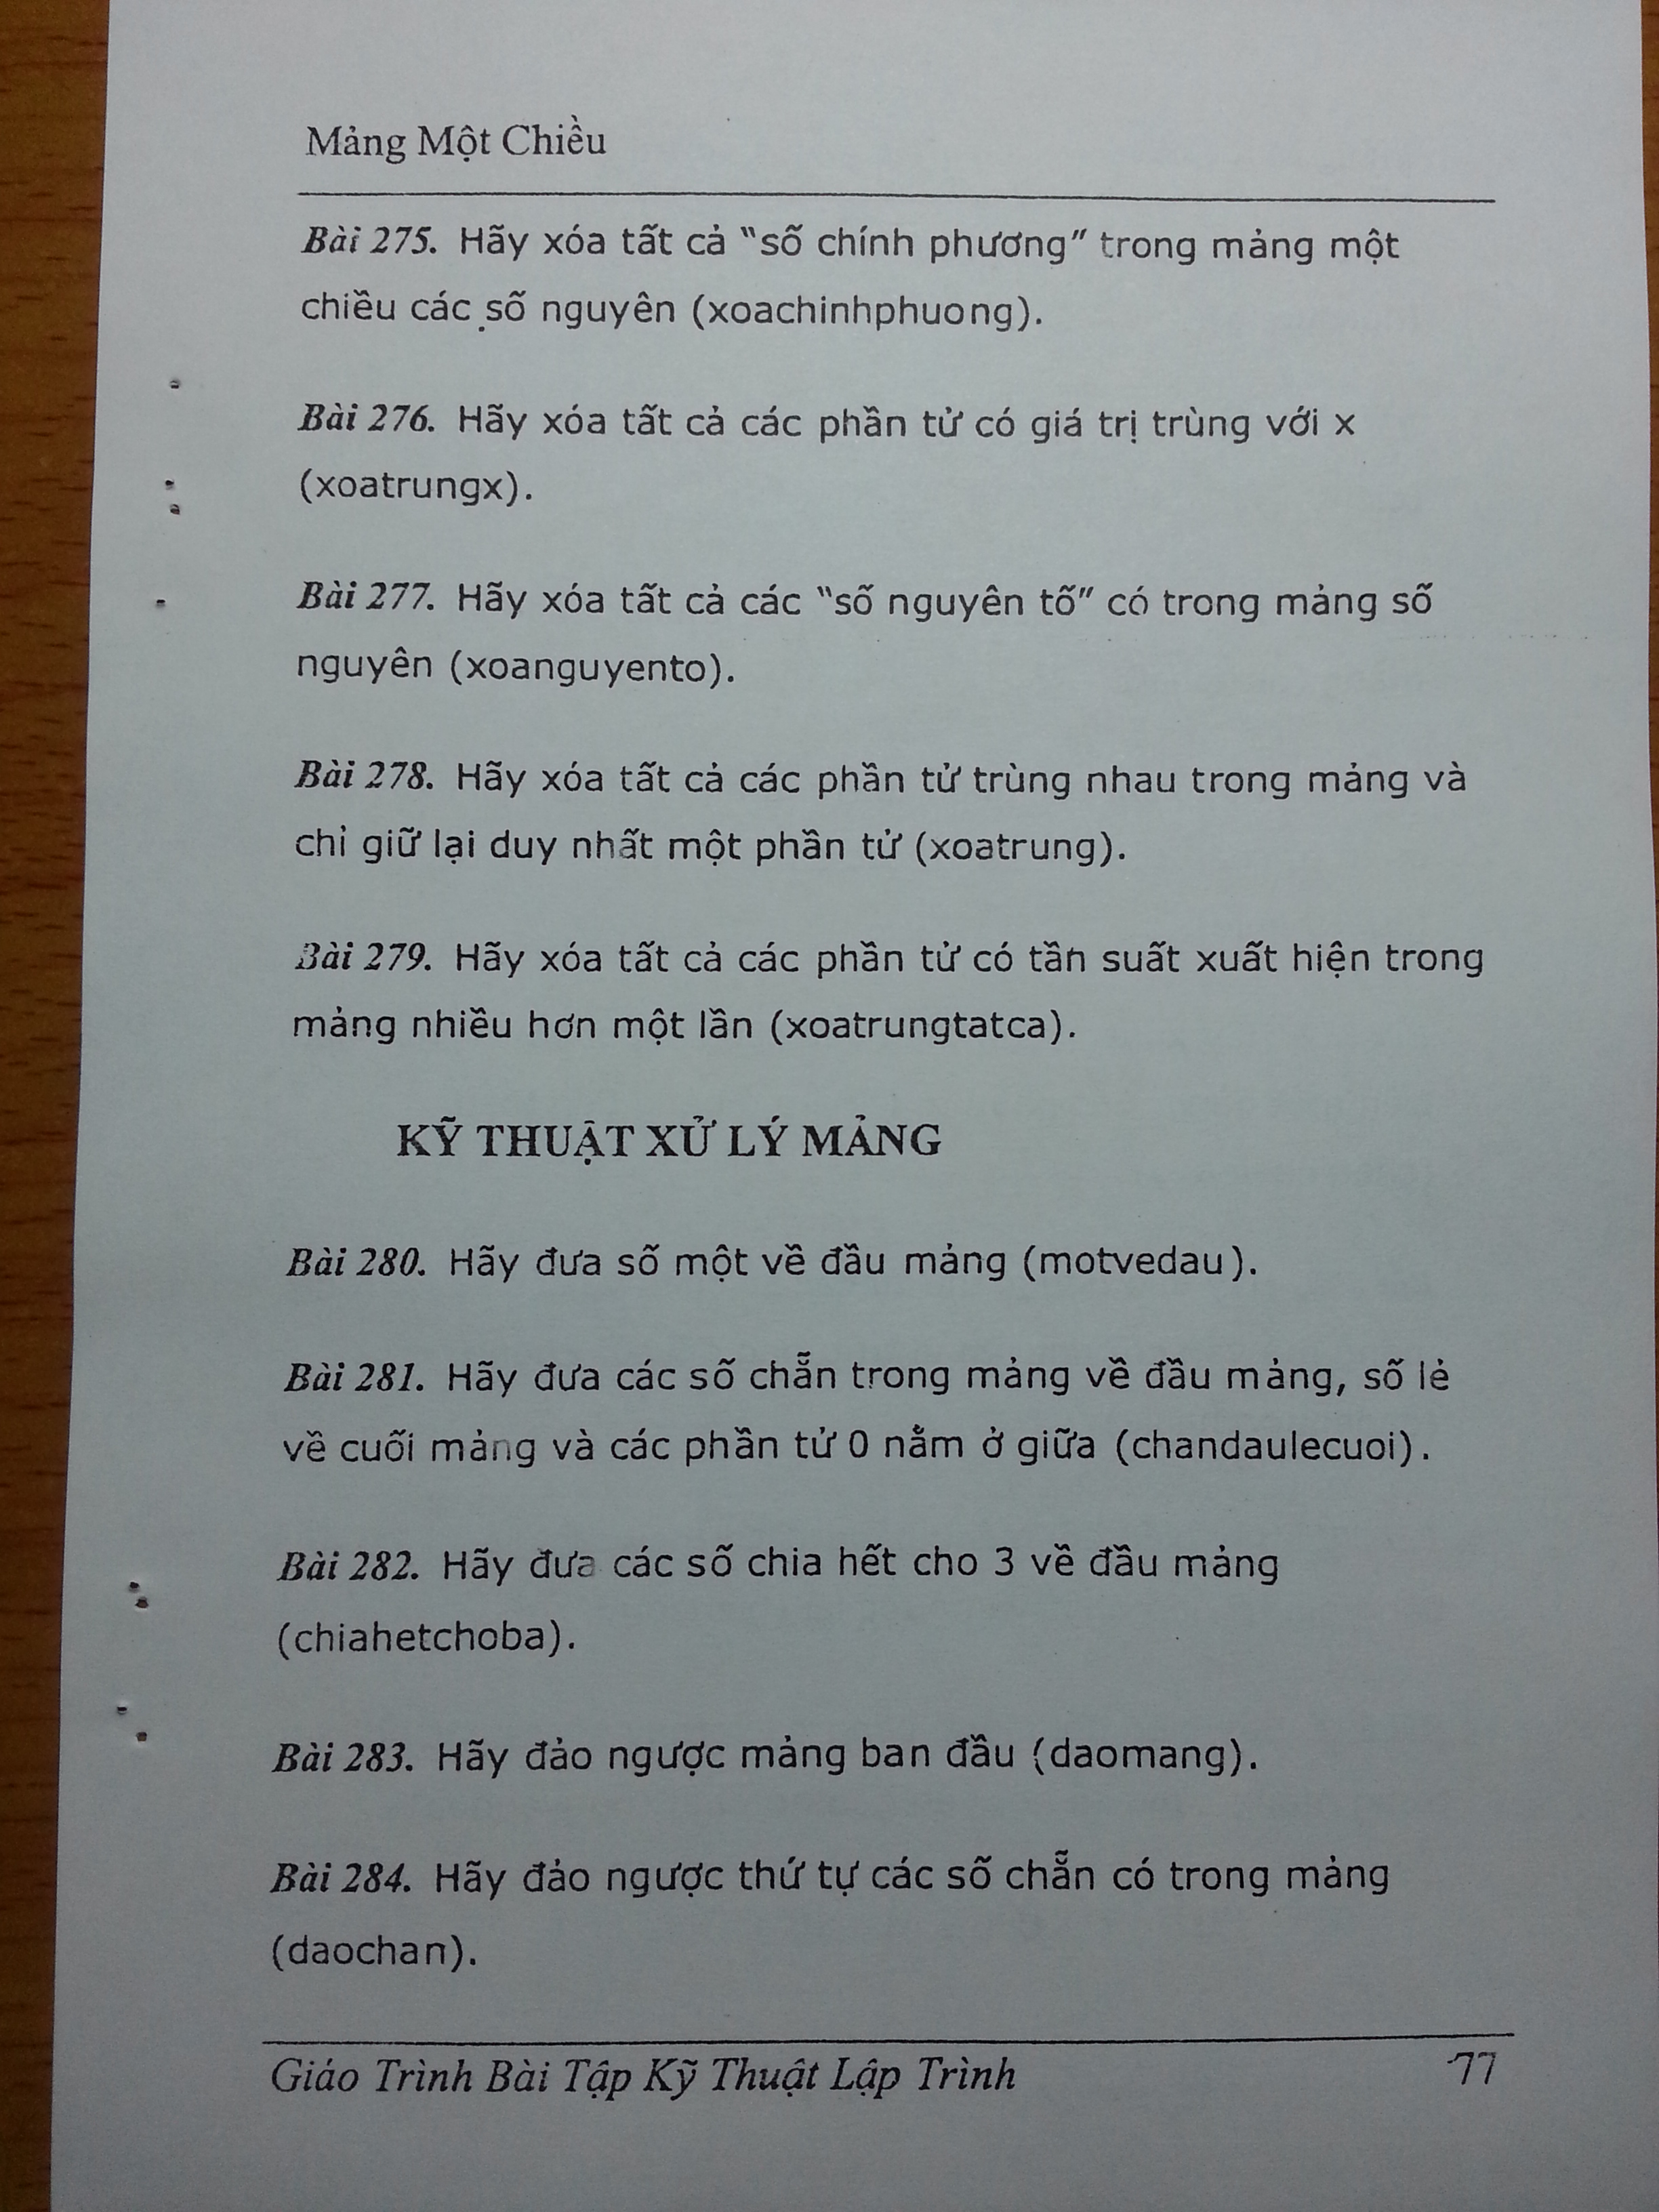 Mảng Một Chiều
Bài 275. Hãy xóa tất cả “số chính phương” trong mảng một
chiều các số nguyên (xoachinhphuong).
Bài 276. Hãy xóa tất cả các phần tử có giá trị trùng với x
(xoatrungx).
Bài 277. Hãy xóa tất cả các “số nguyên tố” có trong mảng số
nguyên (xoanguyento).
Bài 278. Hãy xóa tất cả các phần tử trùng nhau trong mảng và
chỉ giữ lại duy nhất một phần tử (xoatrung).
Bài 279. Hãy xóa tất cả các phần tử có tần suất xuất hiện trong
mảng nhiều hơn một lần (xoatrungtatca).
KỸ THUẬT XỬ LÝ MẢNG
Bài 280. Hãy đưa số một về đầu mảng (motvedau).
Bài 281. Hãy đưa các số chẵn trong mảng về đầu mảng, số lẻ
về cuối mảng và các phần tử 0 nằm ở giữa (chandaulecuoi).
Bài 282. Hãy đưa các số chia hết cho 3 về đầu mảng
(chiahetchoba).
Bài 283. Hãy đảo ngược mảng ban đầu (daomang).
Bài 284. Hãy đảo ngược thứ tự các số chẵn có trong mảng
(daochan).
Giáo Trình Bài Tập Kỹ Thuật Lập Trình 77